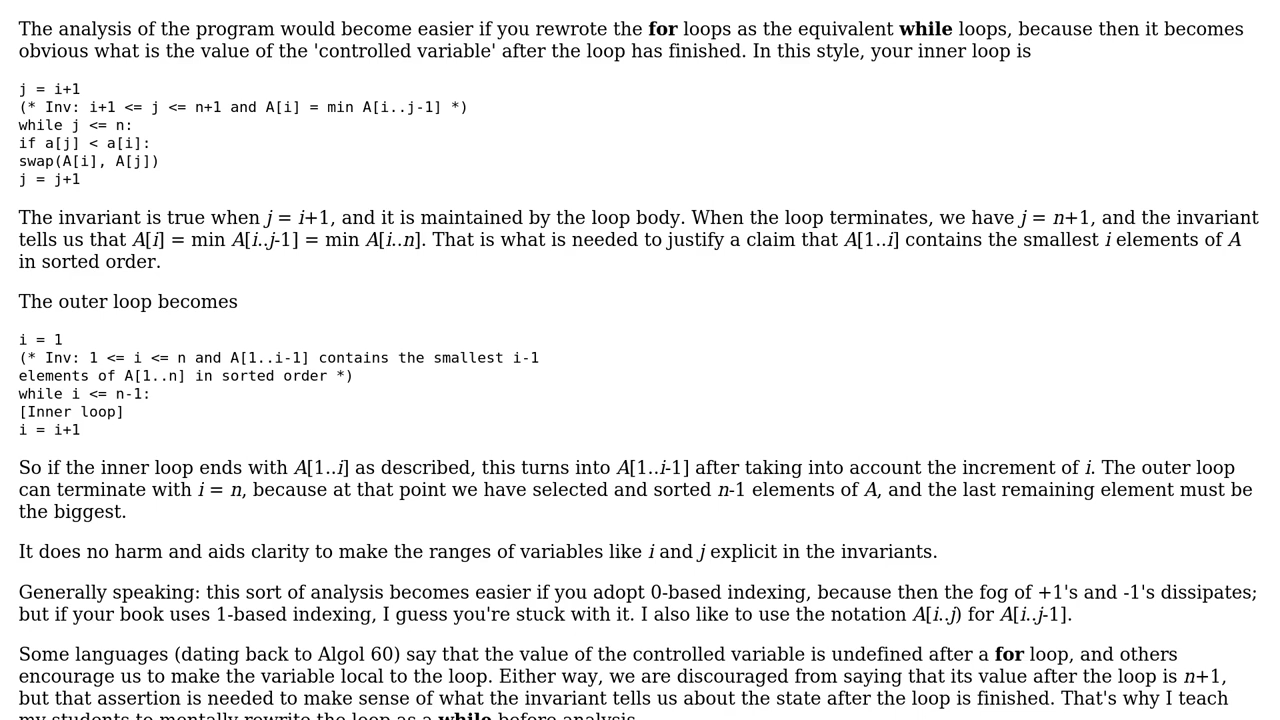 The analysis of the program would become easier if you rewrote the for loops as the equivalent while loops, because then it becomes
obvious what is the value of the 'controlled variable' after the loop has finished. In this style, your inner loop is
j = i+1
(* Inv: i+1 <= j <= n+1 and A[i] = min A[i..j-1] *)
while j <= n:
if a[j] < a[i]:
swap(A[i], A[j])
j = j+1
The invariant is true when j = i+1, and it is maintained by the loop body. When the loop terminates, we have j = n+1, and the invariant
tells us that A[i] = min A[i..j-1] = min A[i..n]. That is what is needed to justify a claim that A[1..i] contains the smallest i elements of A
in sorted order.
The outer loop becomes
i = 1
(* Inv: 1 <= i <= n and A[1..i-1] contains the smallest i-1
elements of A[1..n] in sorted order *)
while i <= n-1:
[Inner loop]
i = i+1
So if the inner loop ends with A[1..i] as described, this turns into A[1..i-1] after taking into account the increment of i. The outer loop
can terminate with i = n, because at that point we have selected and sorted n-1 elements of A, and the last remaining element must be
the biggest.
It does no harm and aids clarity to make the ranges of variables like i and j explicit in the invariants.
Generally speaking: this sort of analysis becomes easier if you adopt 0-based indexing, because then the fog of +1's and -1's dissipates;
but if your book uses 1-based indexing, I guess you're stuck with it. I also like to use the notation A[i..j) for A[i..j-1].
Some languages (dating back to Algol 60) say that the value of the controlled variable is undefined after a for loop, and others
encourage us to make the variable local to the loop. Either way, we are discouraged from saying that its value after the loop is n+1,
but that assertion is needed to make sense of what the invariant tells us about the state after the loop is finished. That's why I teach
my students to mentally rewrite the loop as a while before analysis.